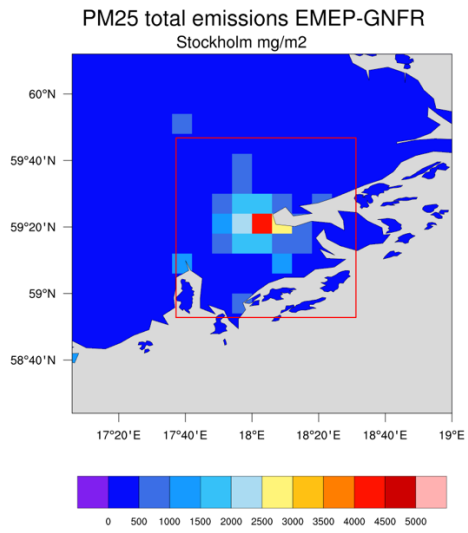 PM25 total emissions EMEP-GNFR
Stockholm mg/m2
60°N
59°40'N
59°20'N
59°N
58°40'N
17°20'E 17°40'E 18°E 18°20'E 18°40'E 19°E
0 500 1000 1500 2000 2500 3000 3500 4000 4500 5000